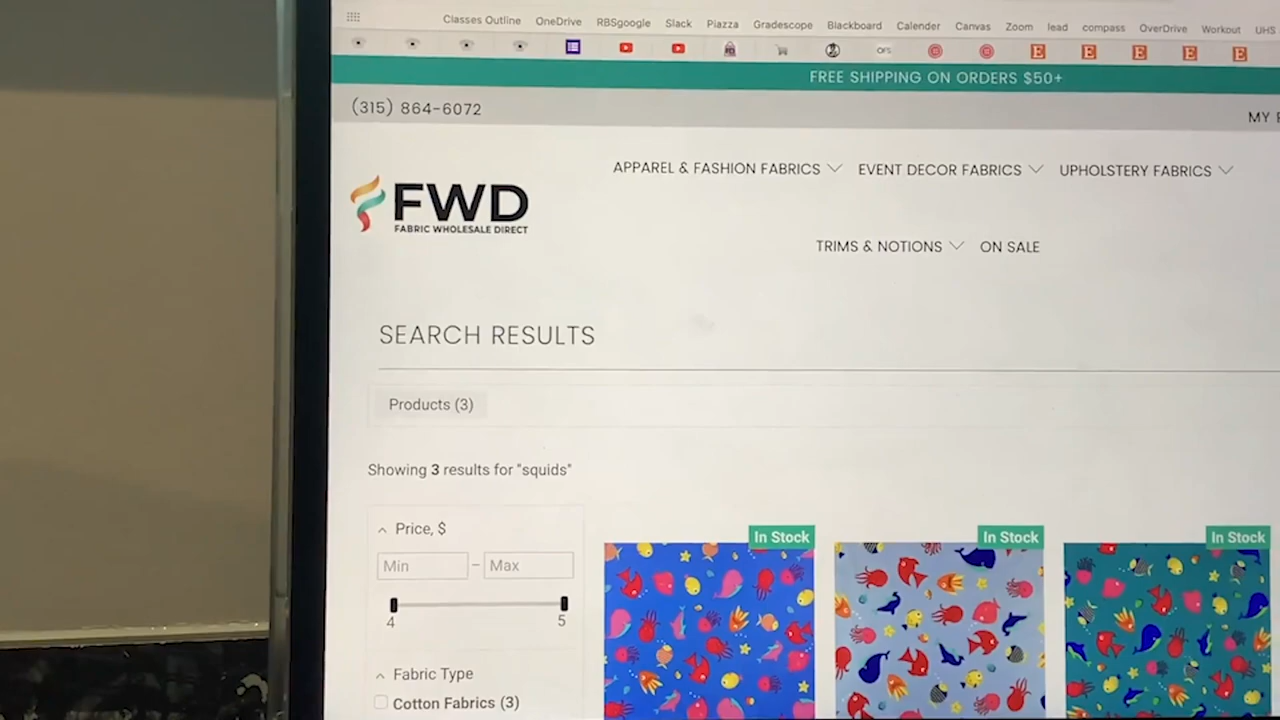 Classes Outline OneDrive RBSgoogle Slack Piazza Gradescope Blackboard Calender Canvas Zoom lead compass OverDrive Workout UHS
OFS
FREE SHIPPING ON ORDERS $50+
(315) 864-6072
MY
APPAREL & FASHION FABRICS EVENT DECOR FABRICS UPHOLSTERY FABRICS
FWD
FABRIC WHOLESALE DIRECT
TRIMS & NOTIONS ON SALE
SEARCH RESULTS
Products (3)
Showing 3 results for "squids"
Price, $
Min – Max
4 5
In Stock In Stock In Stock
Fabric Type
Cotton Fabrics (3)